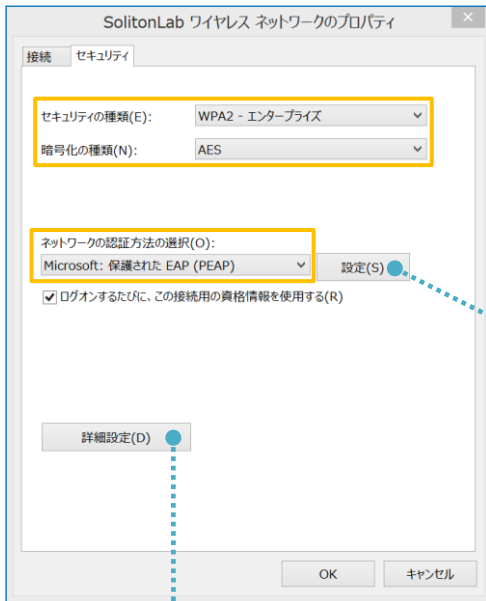 SolitonLab ワイヤレス ネットワークのプロパティ
接続 セキュリティ
セキュリティの種類(E): WPA2 - エンタープライズ
暗号化の種類(N): AES
ネットワークの認証方法の選択(O):
Microsoft: 保護された EAP (PEAP) 設定(S)
ログオンするたびに、この接続用の資格情報を使用する(R)
詳細設定(D)
OK キャンセル